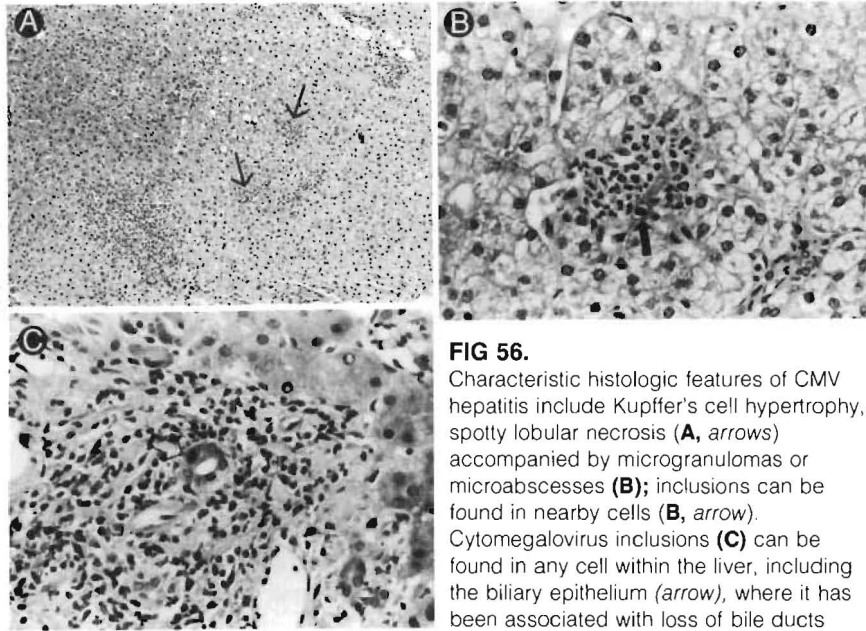 A
B
C
FIG 56.
Characteristic histologic features of CMV
hepatitis include Kupffer's cell hypertrophy,
spotty lobular necrosis (A, arrows)
accompanied by microgranulomas or
microabscesses (B); inclusions can be
found in nearby cells (B, arrow).
Cytomegalovirus inclusions (C) can be
found in any cell within the liver, including
the biliary epithelium (arrow), where it has
been associated with loss of bile ducts